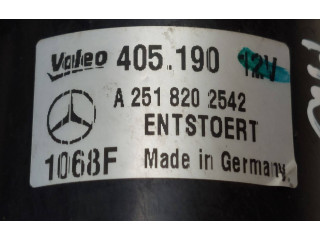 Valeo 405.190 12V
A 251 820 2542
ENTSTOERT
1068F Made in Germany